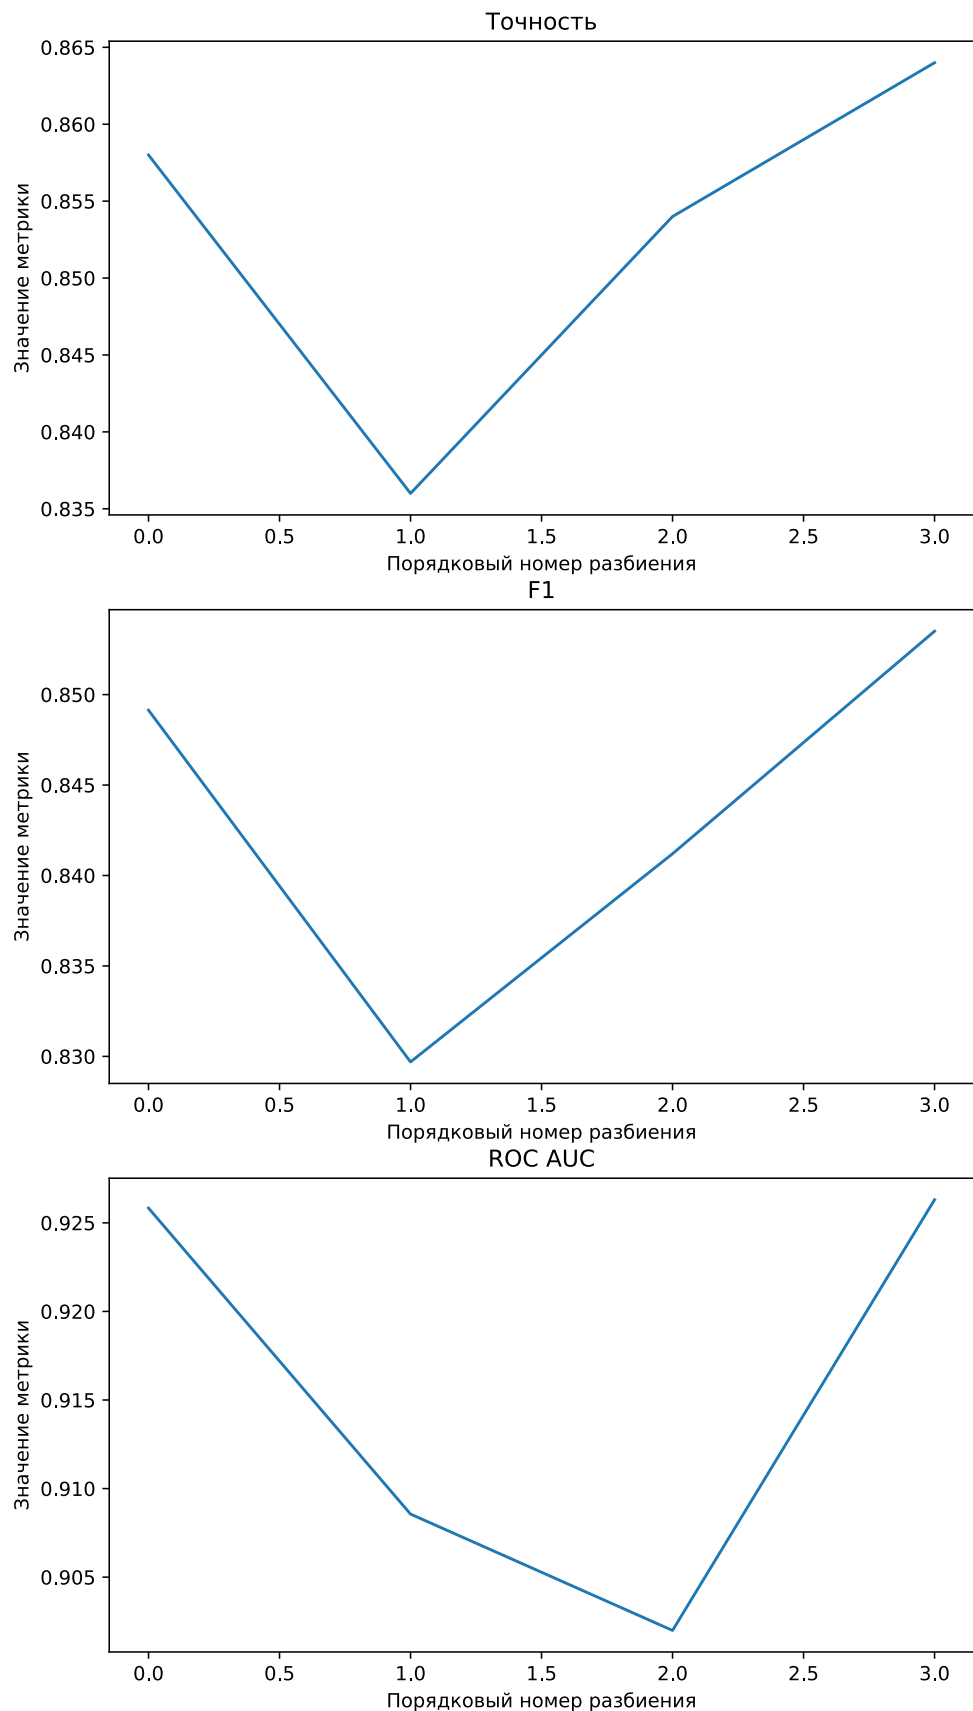 Точность
0.865
0.860
0.855
0.850
0.845
0.840
0.835
Значение метрики
0.0 0.5 1.0 1.5 2.0 2.5 3.0
Порядковый номер разбиения
F1
0.850
0.845
0.840
0.835
0.830
Значение метрики
0.0 0.5 1.0 1.5 2.0 2.5 3.0
Порядковый номер разбиения
ROC AUC
0.925
0.920
0.915
0.910
0.905
Значение метрики
0.0 0.5 1.0 1.5 2.0 2.5 3.0
Порядковый номер разбиения